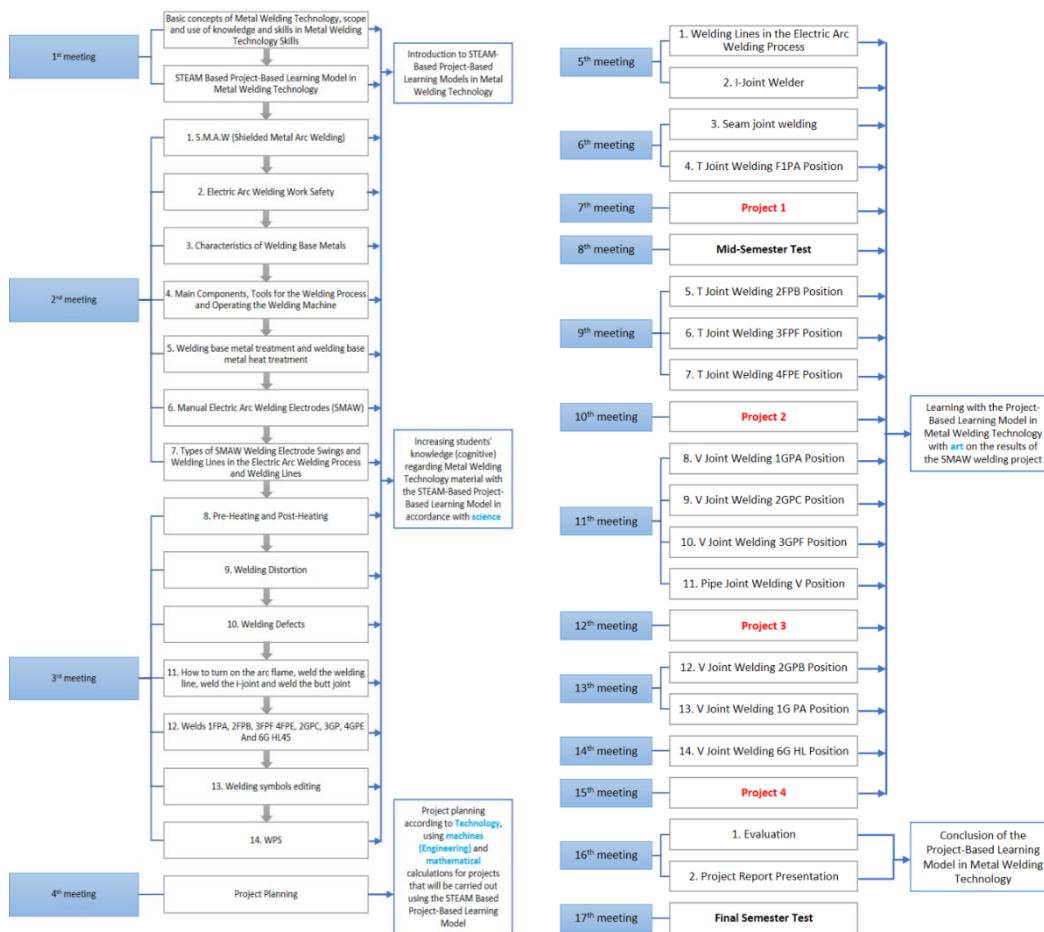 Basic concepts of Metal Welding Technology, scope
and use of knowledge and skills in Metal Welding
Technology Skills
1st meeting
STEAM Based Project-Based Learning Model in
Metal Welding Technology
Introduction to STEAM-
Based Project-Based
Learning Models in Metal
Welding Technology
1. S.M.A.W (Shielded Metal Arc Welding)
2. Electric Arc Welding Work Safety
3. Characteristics of Welding Base Metals
2nd meeting
4. Main Components, Tools for the Welding Process
and Operating the Welding Machine
5. Welding base metal treatment and welding base
metal heat treatment
6. Manual Electric Arc Welding Electrodes (SMAW)
7. Types of SMAW Welding Electrode Swings and
Welding Lines in the Electric Arc Welding Process
and Welding Lines
Increasing students'
knowledge (cognitive)
regarding Metal Welding
Technology material with
the STEAM-Based Project-
Based Learning Model in
accordance with science
8. Pre-Heating and Post-Heating
9. Welding Distortion
10. Welding Defects
3rd meeting
11. How to turn on the arc flame, weld the welding
line, weld the i-joint and weld the butt joint
12. Welds 1FPA, 2FPB, 3FPF 4FPE, 2GPC, 3GP, 4GPE
And 6G HL45
13. Welding symbols editing
14. WPS
4th meeting
Project Planning
Project planning
according to Technology,
using machines
(Engineering) and
mathematical
calculations for projects
that will be carried out
using the STEAM Based
Project-Based Learning
Model
5th meeting
1. Welding Lines in the Electric Arc
Welding Process
2. I-Joint Welder
6th meeting
3. Seam joint welding
4. T Joint Welding F1PA Position
7th meeting
Project 1
8th meeting
Mid-Semester Test
9th meeting
5. T Joint Welding 2FPB Position
6. T Joint Welding 3FPF Position
7. T Joint Welding 4FPE Position
10th meeting
Project 2
Learning with the Project-
Based Learning Model in
Metal Welding Technology
with art on the results of
the SMAW welding project
11th meeting
8. V Joint Welding 1GPA Position
9. V Joint Welding 2GPC Position
10. V Joint Welding 3GPF Position
11. Pipe Joint Welding V Position
12th meeting
Project 3
13th meeting
12. V Joint Welding 2GPB Position
13. V Joint Welding 1G PA Position
14th meeting
14. V Joint Welding 6G HL Position
15th meeting
Project 4
16th meeting
1. Evaluation
2. Project Report Presentation
Conclusion of the
Project-Based Learning
Model in Metal Welding
Technology
17th meeting
Final Semester Test